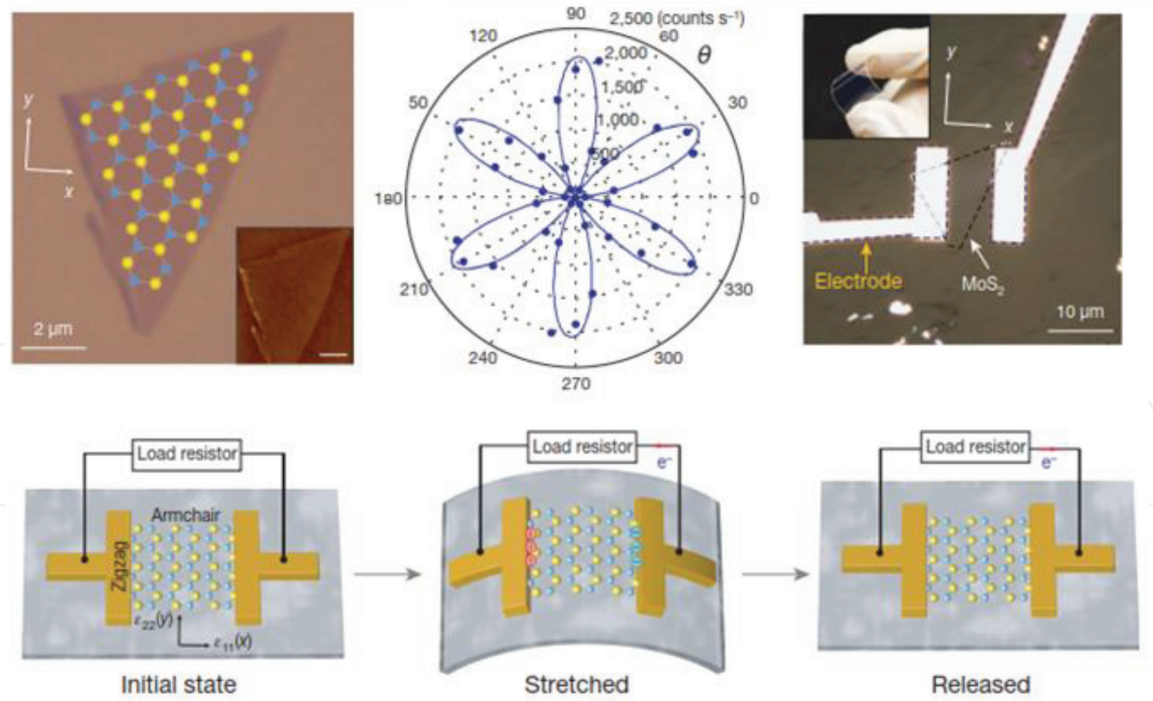 y
x
2 μm
90
2,500 (counts s⁻¹)
120
60
2,000
θ
1,500
50
1,000
30
500
180
0
210
330
240
300
270
y
x
Electrode
MoS₂
10 μm
Load resistor
Armchair
Zigzag
ε₂₂(y)
ε₁₁(x)
Initial state
Load resistor
e⁻
Stretched
Load resistor
e⁻
Released